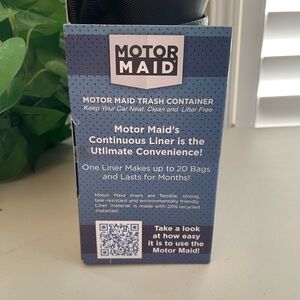 MOTOR
MAID
MOTOR MAID TRASH CONTAINER
Keep Your Car Neat, Clean and Litter Free
Motor Maid's
Continuous Liner is the
Utlimate Convenience!
One Liner Makes up to 20 Bags
and Lasts for Months!
Motor Maid liners are flexible, strong,
tear-resistant and environmentally friendly.
Liner material is made with 20% recycled
materials!
Take a look
at how easy
it is to use the
Motor Maid!